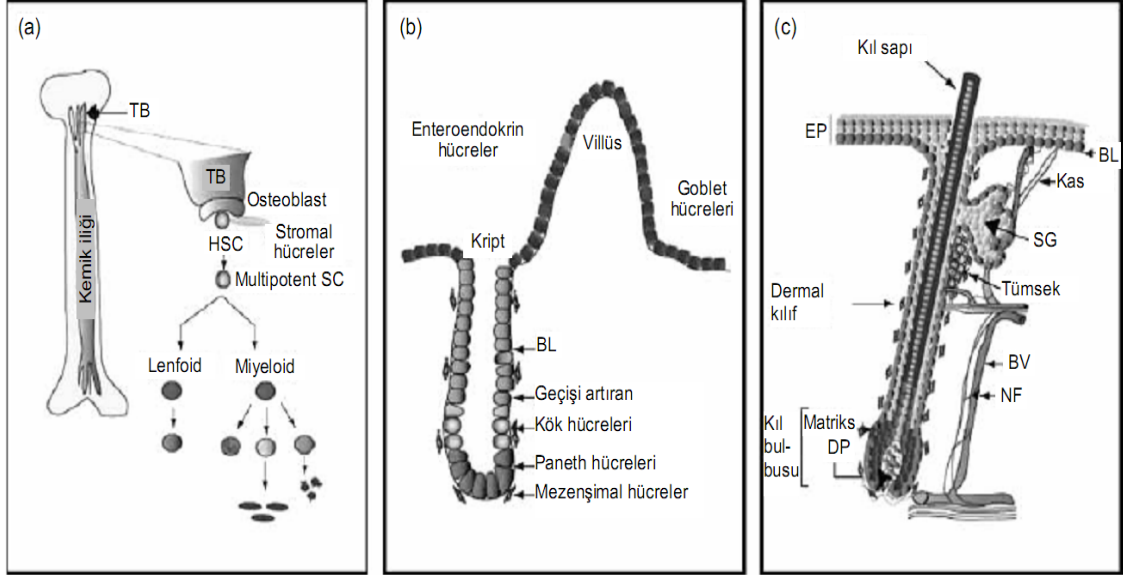 (a)
TB
TB
Osteoblast
Stromal
hücreler
HSC
Multipotent SC
Kemik iliği
Lenfoid
Miyeloid
(b)
Enteroendokrin
hücreler
Villüs
Goblet
hücreleri
Kript
BL
Geçişi artıran
Kök hücreleri
Paneth hücreleri
Mezenşimal hücreler
(c)
Kıl sapı
EP
BL
Kas
SG
Tümsek
Dermal
kılıf
BV
NF
Kıl
bul-
busu
Matriks
DP